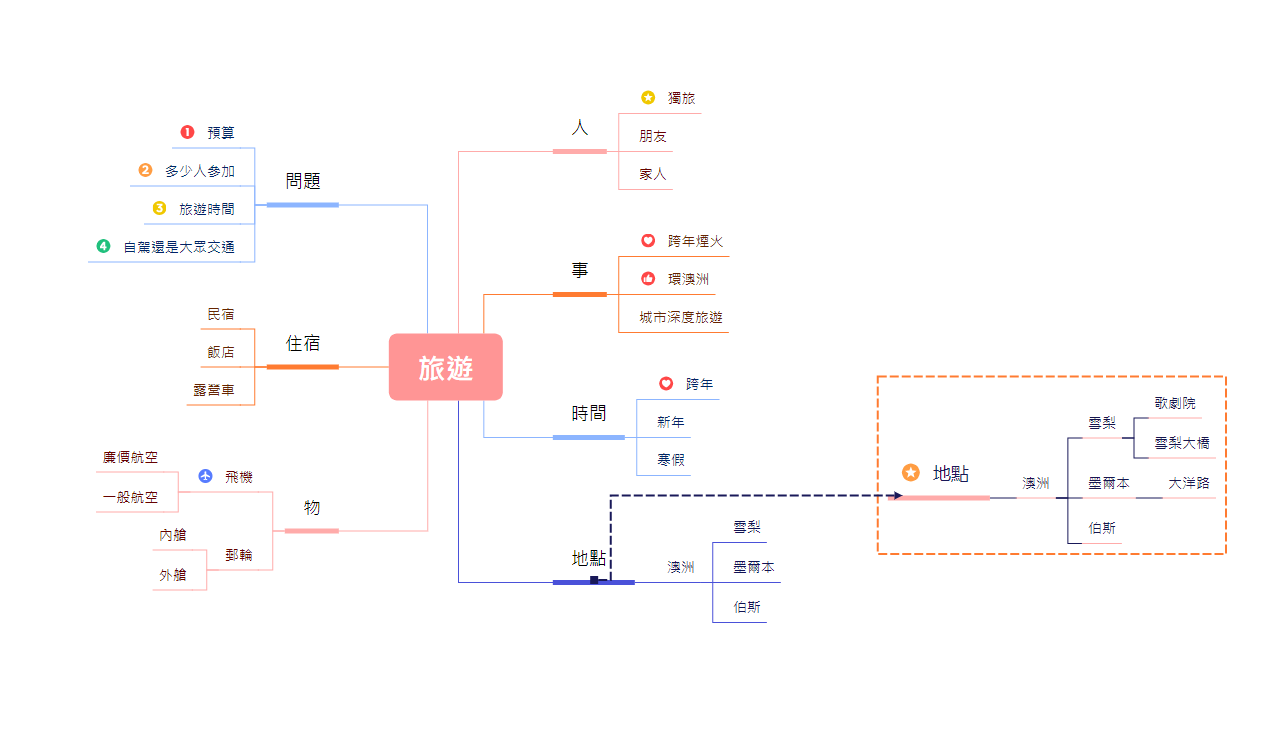 旅遊
人
獨旅
朋友
家人
事
跨年煙火
環澳洲
城市深度旅遊
時間
跨年
新年
寒假
地點
澳洲
雪梨
墨爾本
伯斯
問題
1 預算
2 多少人參加
3 旅遊時間
4 自駕還是大眾交通
住宿
民宿
飯店
露營車
物
飛機
廉價航空
一般航空
郵輪
內艙
外艙
地點
澳洲
雪梨
歌劇院
雪梨大橋
墨爾本
大洋路
伯斯